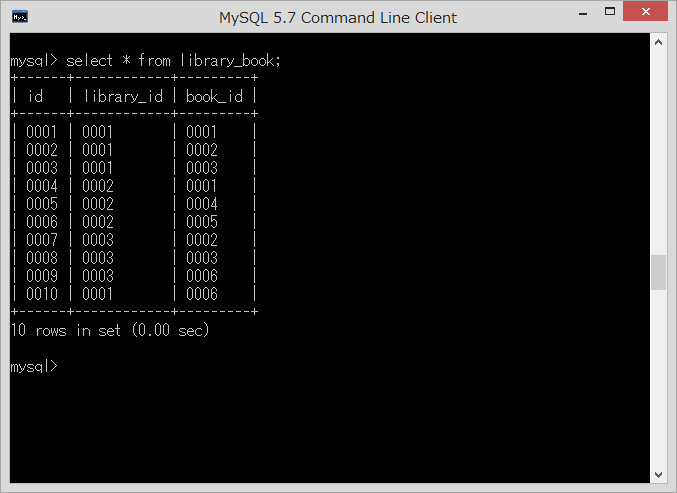 MySQL 5.7 Command Line Client
mysql> select * from library_book;
+------+------------+---------+
| id   | library_id | book_id |
+------+------------+---------+
| 0001 | 0001       | 0001    |
| 0002 | 0001       | 0002    |
| 0003 | 0001       | 0003    |
| 0004 | 0002       | 0001    |
| 0005 | 0002       | 0004    |
| 0006 | 0002       | 0005    |
| 0007 | 0003       | 0002    |
| 0008 | 0003       | 0003    |
| 0009 | 0003       | 0006    |
| 0010 | 0001       | 0006    |
+------+------------+---------+
10 rows in set (0.00 sec)
mysql>